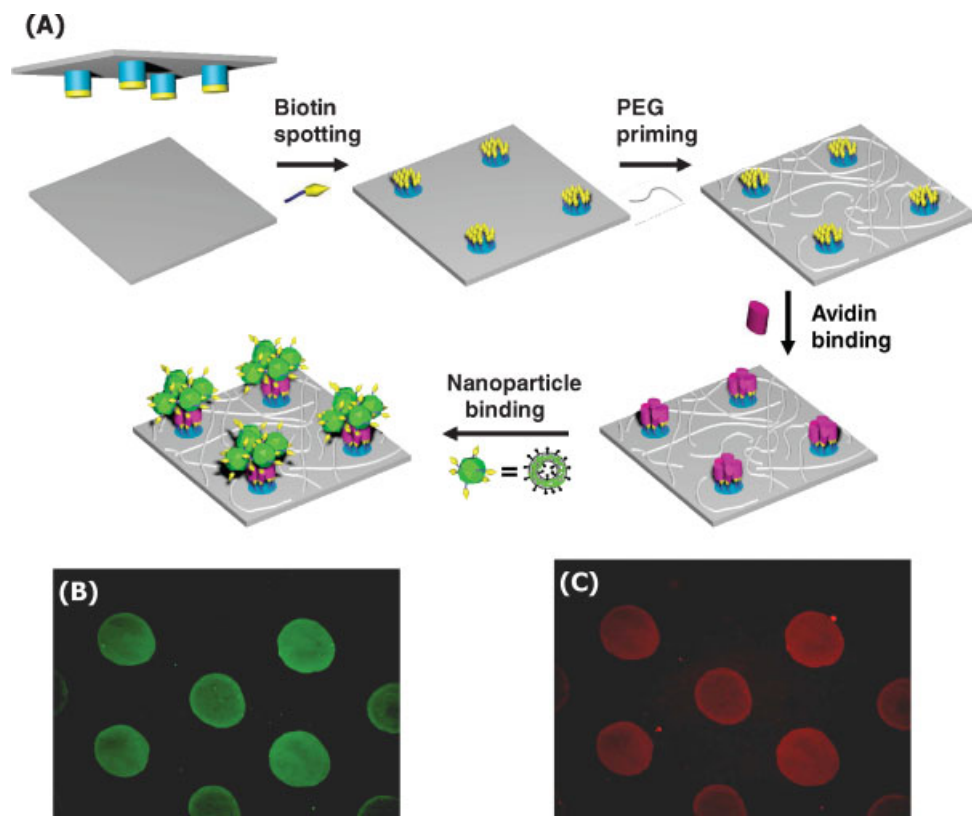 (A)
Biotin
spotting
PEG
priming
Avidin
binding
Nanoparticle
binding
=
(B)
(C)